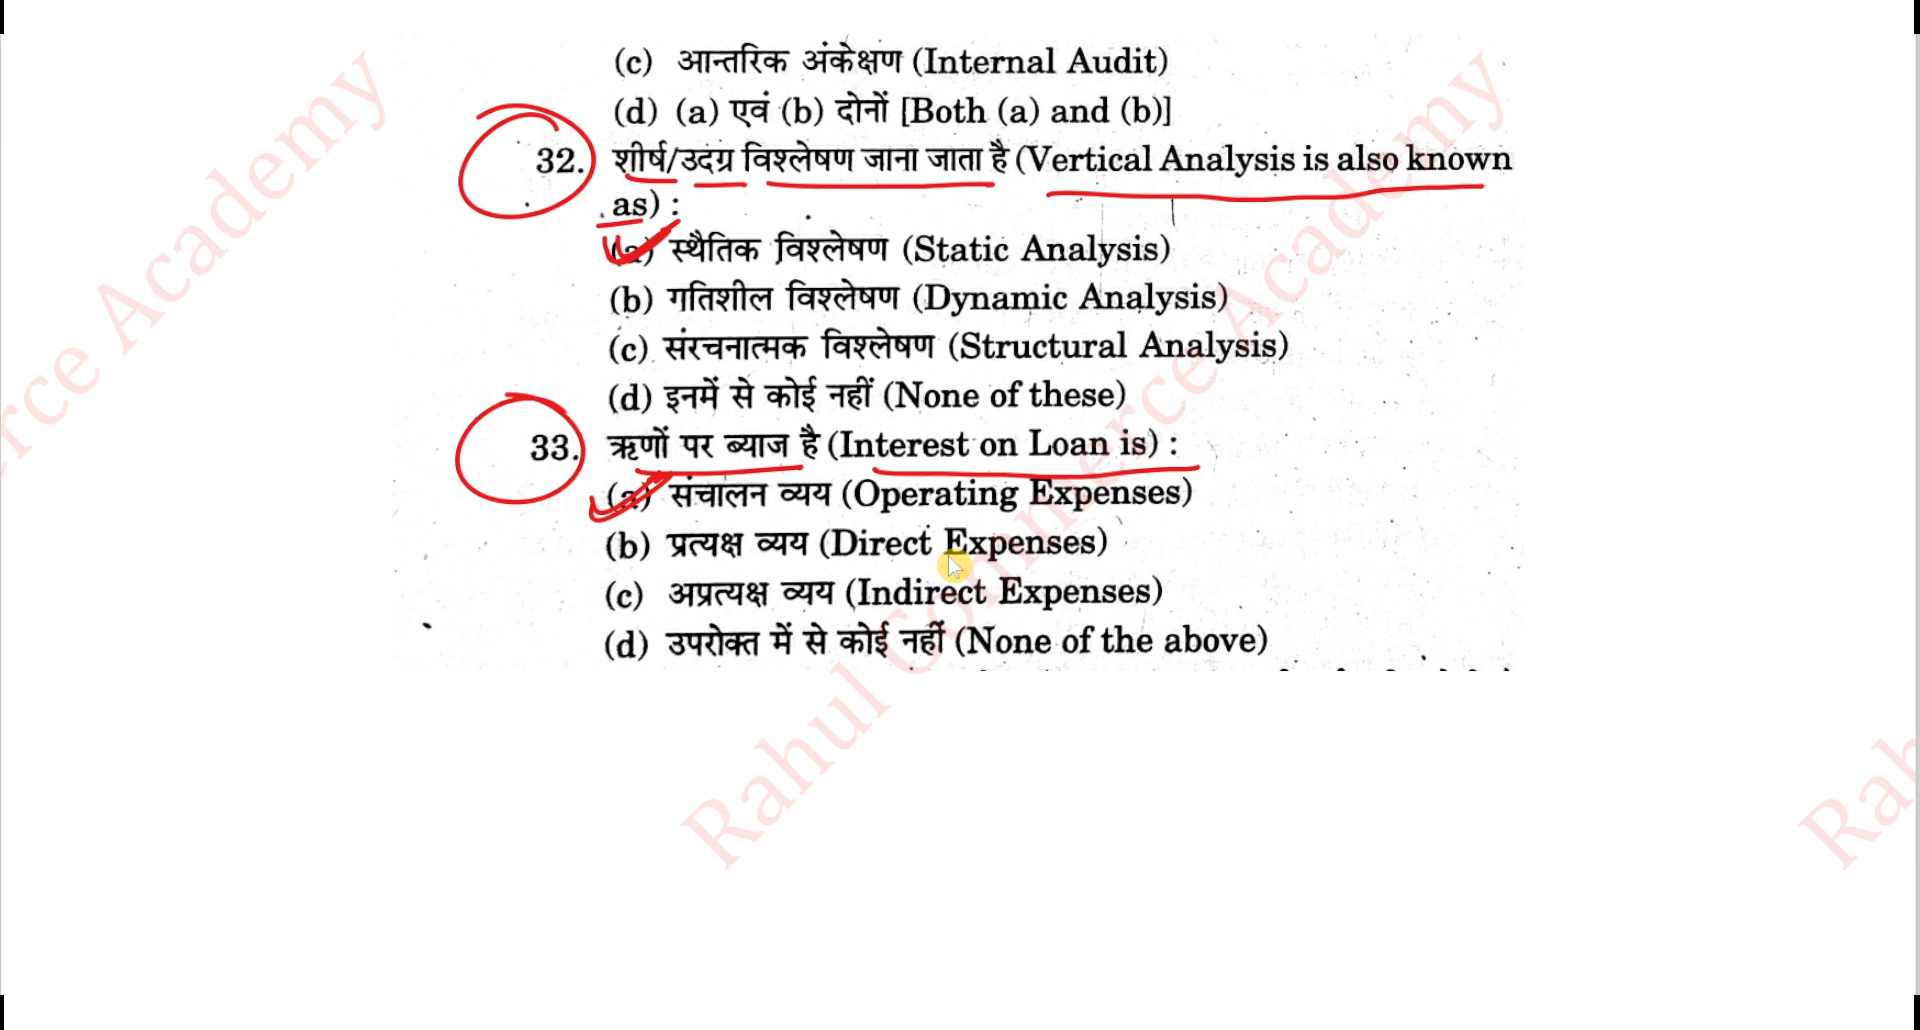 (c) आन्तरिक अंकेक्षण (Internal Audit)
(d) (a) एवं (b) दोनों [Both (a) and (b)]
32. शीर्ष/उदग्र विश्लेषण जाना जाता है (Vertical Analysis is also known
as) :
(a) स्थैतिक विश्लेषण (Static Analysis)
(b) गतिशील विश्लेषण (Dynamic Analysis)
(c) संरचनात्मक विश्लेषण (Structural Analysis)
(d) इनमें से कोई नहीं (None of these)
33. ऋणों पर ब्याज है (Interest on Loan is) :
(a) संचालन व्यय (Operating Expenses)
(b) प्रत्यक्ष व्यय (Direct Expenses)
(c) अप्रत्यक्ष व्यय (Indirect Expenses)
(d) उपरोक्त में से कोई नहीं (None of the above)
rce Academy
Rahul Commerce Academy
Rah